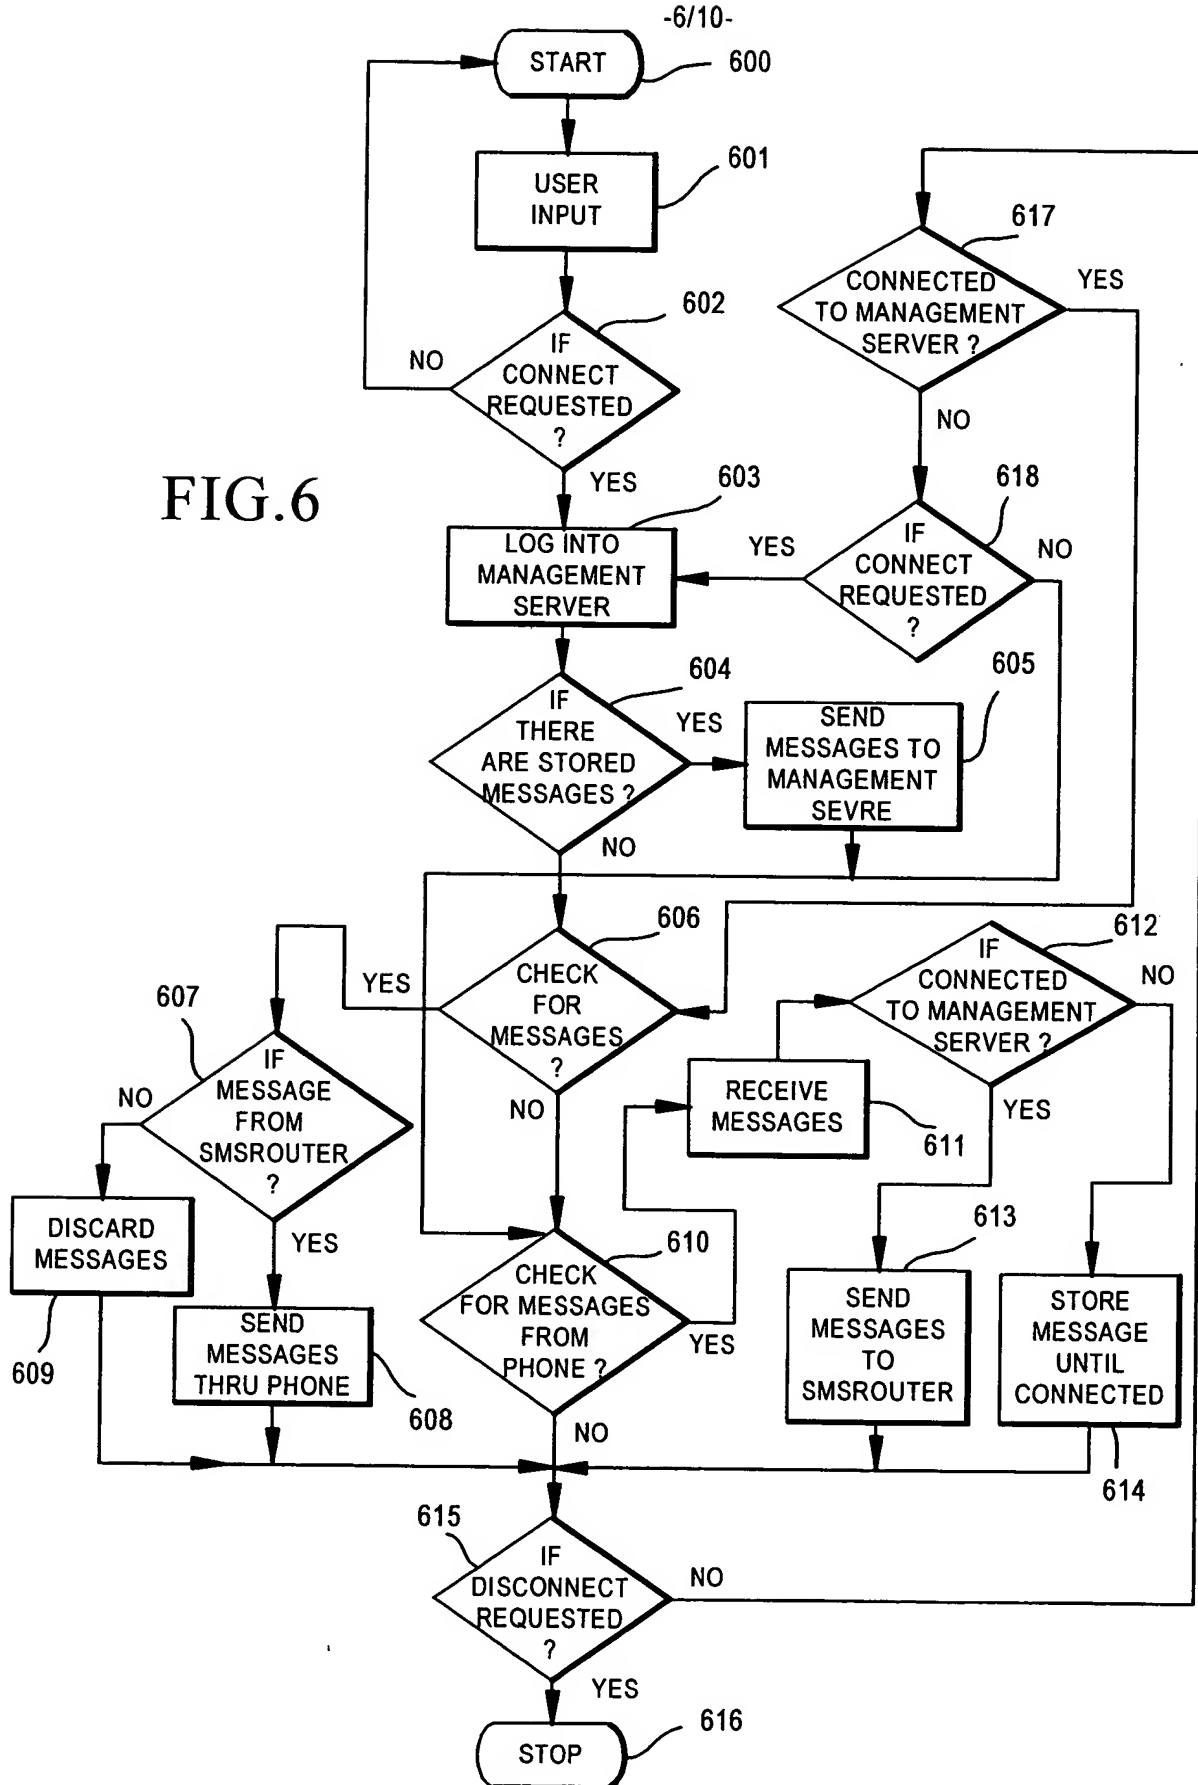 -6/10-
START
600
USER
INPUT
601
IF
CONNECT
REQUESTED
?
602
NO
YES
FIG.6
LOG INTO
MANAGEMENT
SERVER
603
CONNECTED
TO MANAGEMENT
SERVER ?
617
YES
NO
IF
CONNECT
REQUESTED
?
618
YES
NO
IF
THERE
ARE STORED
MESSAGES ?
604
YES
NO
SEND
MESSAGES TO
MANAGEMENT
SEVRE
605
CHECK
FOR
MESSAGES
?
606
YES
NO
IF
MESSAGE
FROM
SMSROUTER
?
607
NO
YES
DISCARD
MESSAGES
609
SEND
MESSAGES
THRU PHONE
608
CHECK
FOR MESSAGES
FROM
PHONE ?
610
YES
NO
RECEIVE
MESSAGES
611
IF
CONNECTED
TO MANAGEMENT
SERVER ?
612
NO
YES
SEND
MESSAGES
TO
SMSROUTER
613
STORE
MESSAGE
UNTIL
CONNECTED
614
IF
DISCONNECT
REQUESTED
?
615
NO
YES
STOP
616